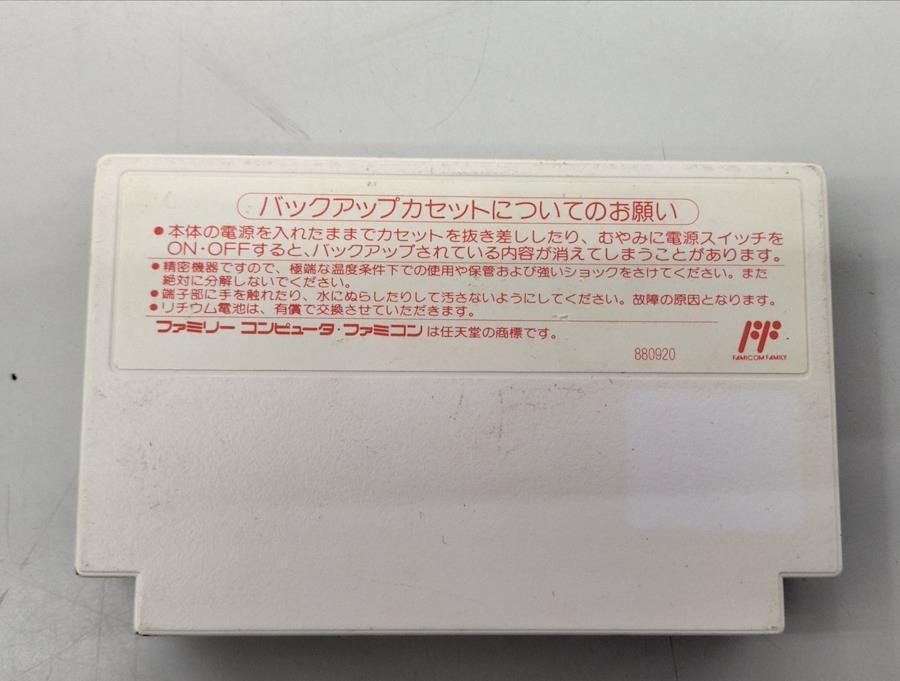 バックアップカセットについてのお願い
●本体の電源を入れたままでカセットを抜き差ししたり、むやみに電源スイッチを
ON・OFFすると、バックアップされている内容が消えてしまうことがあります。
●精密機器ですので、極端な温度条件下での使用や保管および強いショックをさけてください。また
絶対に分解しないでください。
●端子部に手を触れたり、水にぬらしたりして汚さないようにしてください。故障の原因となります。
●リチウム電池は、有償で交換させていただきます。
ファミリー コンピュータ・ファミコンは任天堂の商標です。
880920
FAMICOM FAMILY